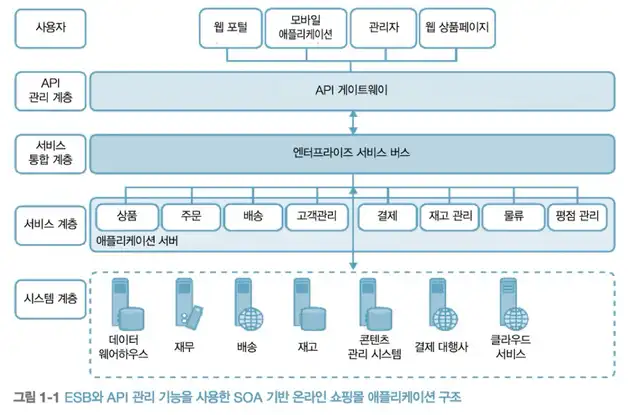 사용자
웹 포털
모바일
애플리케이션
관리자
웹 상품페이지
API
관리 계층
API 게이트웨이
서비스
통합 계층
엔터프라이즈 서비스 버스
서비스 계층
상품
주문
배송
고객관리
결제
재고 관리
물류
평점 관리
애플리케이션 서버
시스템 계층
데이터
웨어하우스
재무
배송
재고
콘텐츠
관리 시스템
결제 대행사
클라우드
서비스
그림 1-1 ESB와 API 관리 기능을 사용한 SOA 기반 온라인 쇼핑몰 애플리케이션 구조